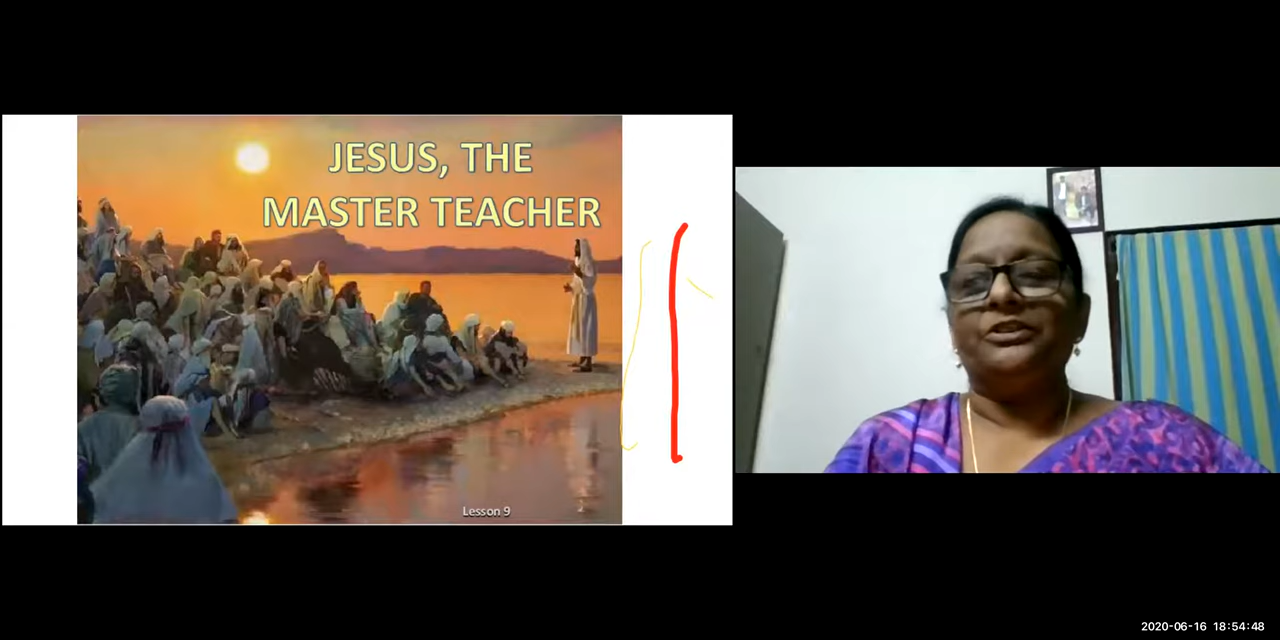 JESUS, THE
MASTER TEACHER
Lesson 9
2020-06-16 18:54:48